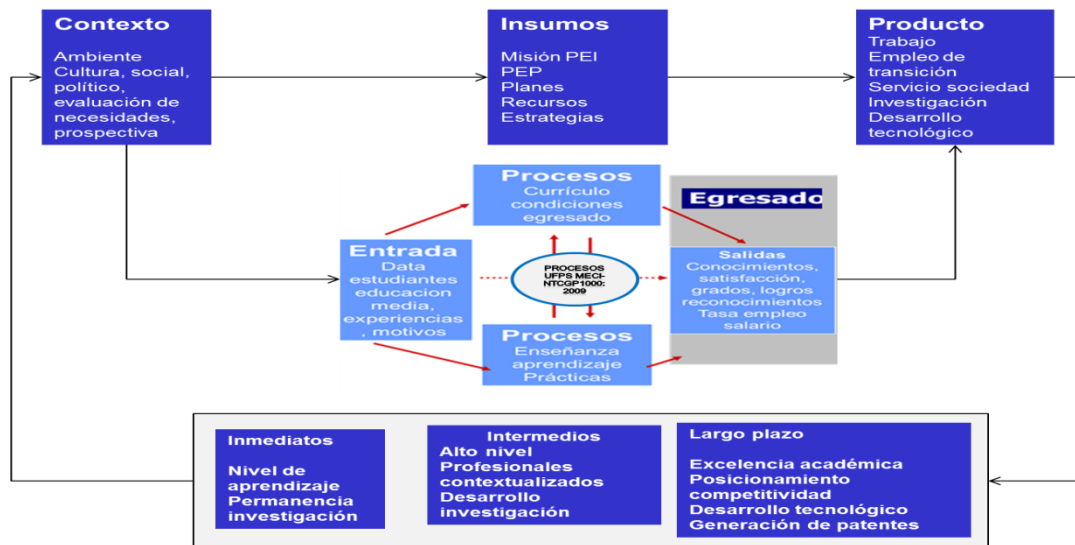 Contexto
Ambiente
Cultura, social,
político,
evaluación de
necesidades,
prospectiva
Insumos
Misión PEI
PEP
Planes
Recursos
Estrategias
Producto
Trabajo
Empleo de
transición
Servicio sociedad
Investigación
Desarrollo
tecnológico
Procesos
Currículo
condiciones
egresado
Egresado
Entrada
Data
estudiantes
educacion
media,
experiencias
, motivos
PROCESOS
UFPS MECI-
NTCGP1000:
2009
Salidas
Conocimientos,
satisfacción,
grados, logros
reconocimientos
Tasa empleo
salario
Procesos
Enseñanza
aprendizaje
Prácticas
Inmediatos
Nivel de
aprendizaje
Permanencia
investigación
Intermedios
Alto nivel
Profesionales
contextualizados
Desarrollo
investigación
Largo plazo
Excelencia académica
Posicionamiento
competitividad
Desarrollo tecnológico
Generación de patentes